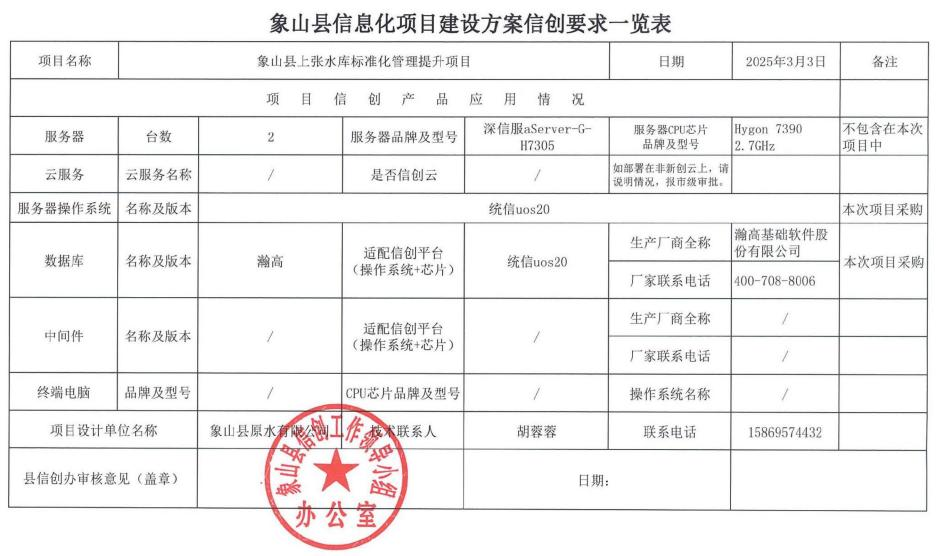 象山县信息化项目建设方案信创要求一览表
项目名称 象山县上张水库标准化管理提升项目 日期 2025年3月3日 备注
项 目 信 创 产 品 应 用 情 况
服务器 台数 2 服务器品牌及型号 深信服aServer-G-
H7305 服务器CPU芯片
品牌及型号 Hygon 7390
2.7GHz 不包含在本次
项目中
云服务 云服务名称 / 是否信创云 / 如部署在非新创云上，请
说明情况，报市级审批。
服务器操作系统 名称及版本 统信uos20 本次项目采购
数据库 名称及版本 瀚高 适配信创平台
（操作系统+芯片） 统信uos20 生产厂商全称 瀚高基础软件股
份有限公司 本次项目采购
厂家联系电话 400-708-8006
中间件 名称及版本 / 适配信创平台
（操作系统+芯片） / 生产厂商全称 /
厂家联系电话 /
终端电脑 品牌及型号 / CPU芯片品牌及型号 / 操作系统名称 /
项目设计单位名称 象山县原水有限公司 技术联系人 胡蓉蓉 联系电话 15869574432
县信创办审核意见（盖章） 日期：
象山县信创工作领导小组
办公室